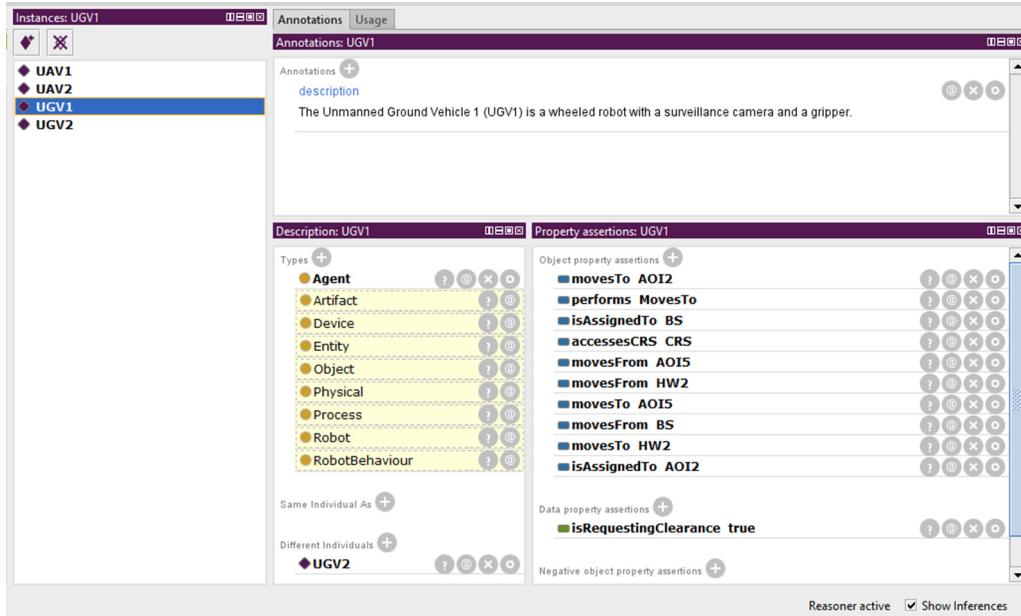 Instances: UGV1
UAV1
UAV2
UGV1
UGV2
Annotations Usage
Annotations: UGV1
Annotations
description
The Unmanned Ground Vehicle 1 (UGV1) is a wheeled robot with a surveillance camera and a gripper.
Description: UGV1
Types
Agent
Artifact
Device
Entity
Object
Physical
Process
Robot
RobotBehaviour
Same Individual As
Different Individuals
UGV2
Property assertions: UGV1
Object property assertions
movesTo AOI2
performs MovesTo
isAssignedTo BS
accessesCRS CRS
movesFrom AOI5
movesFrom HW2
movesTo AOI5
movesFrom BS
movesTo HW2
isAssignedTo AOI2
Data property assertions
isRequestingClearance true
Negative object property assertions
Reasoner active Show Inferences